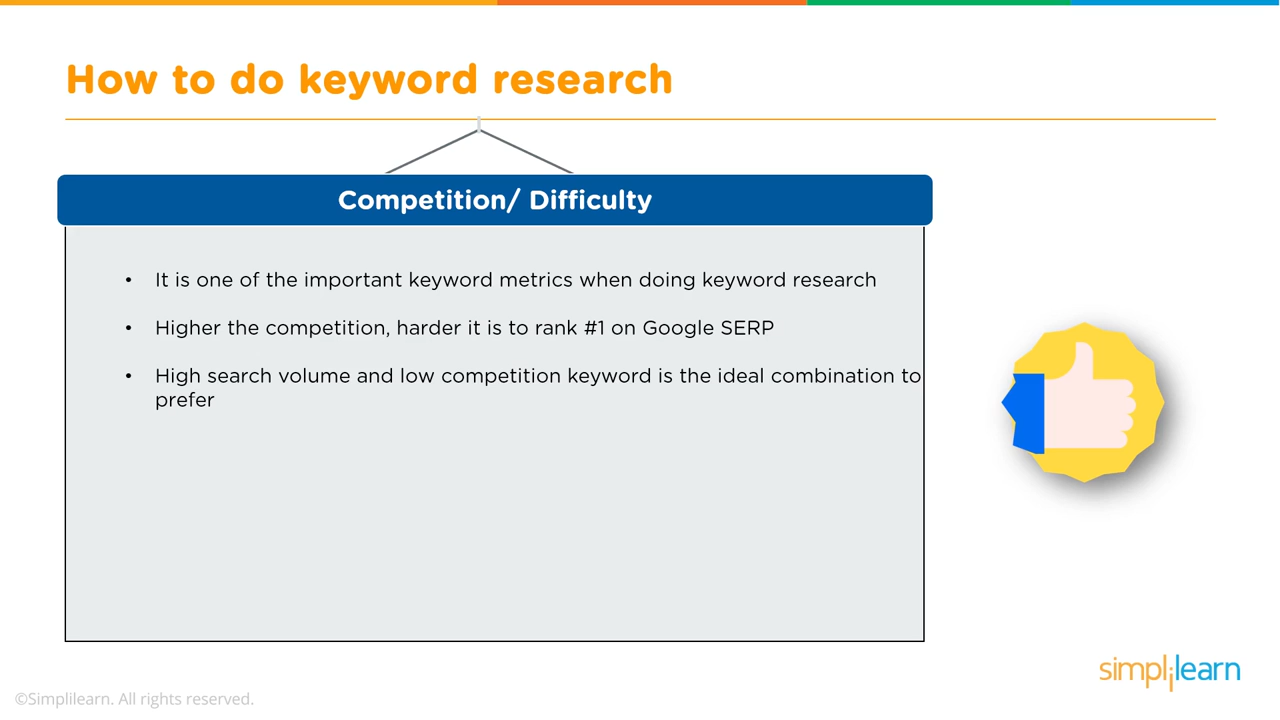 How to do keyword research
Competition/ Difficulty
• It is one of the important keyword metrics when doing keyword research
• Higher the competition, harder it is to rank #1 on Google SERP
• High search volume and low competition keyword is the ideal combination to
prefer
simplilearn
©Simplilearn. All rights reserved.